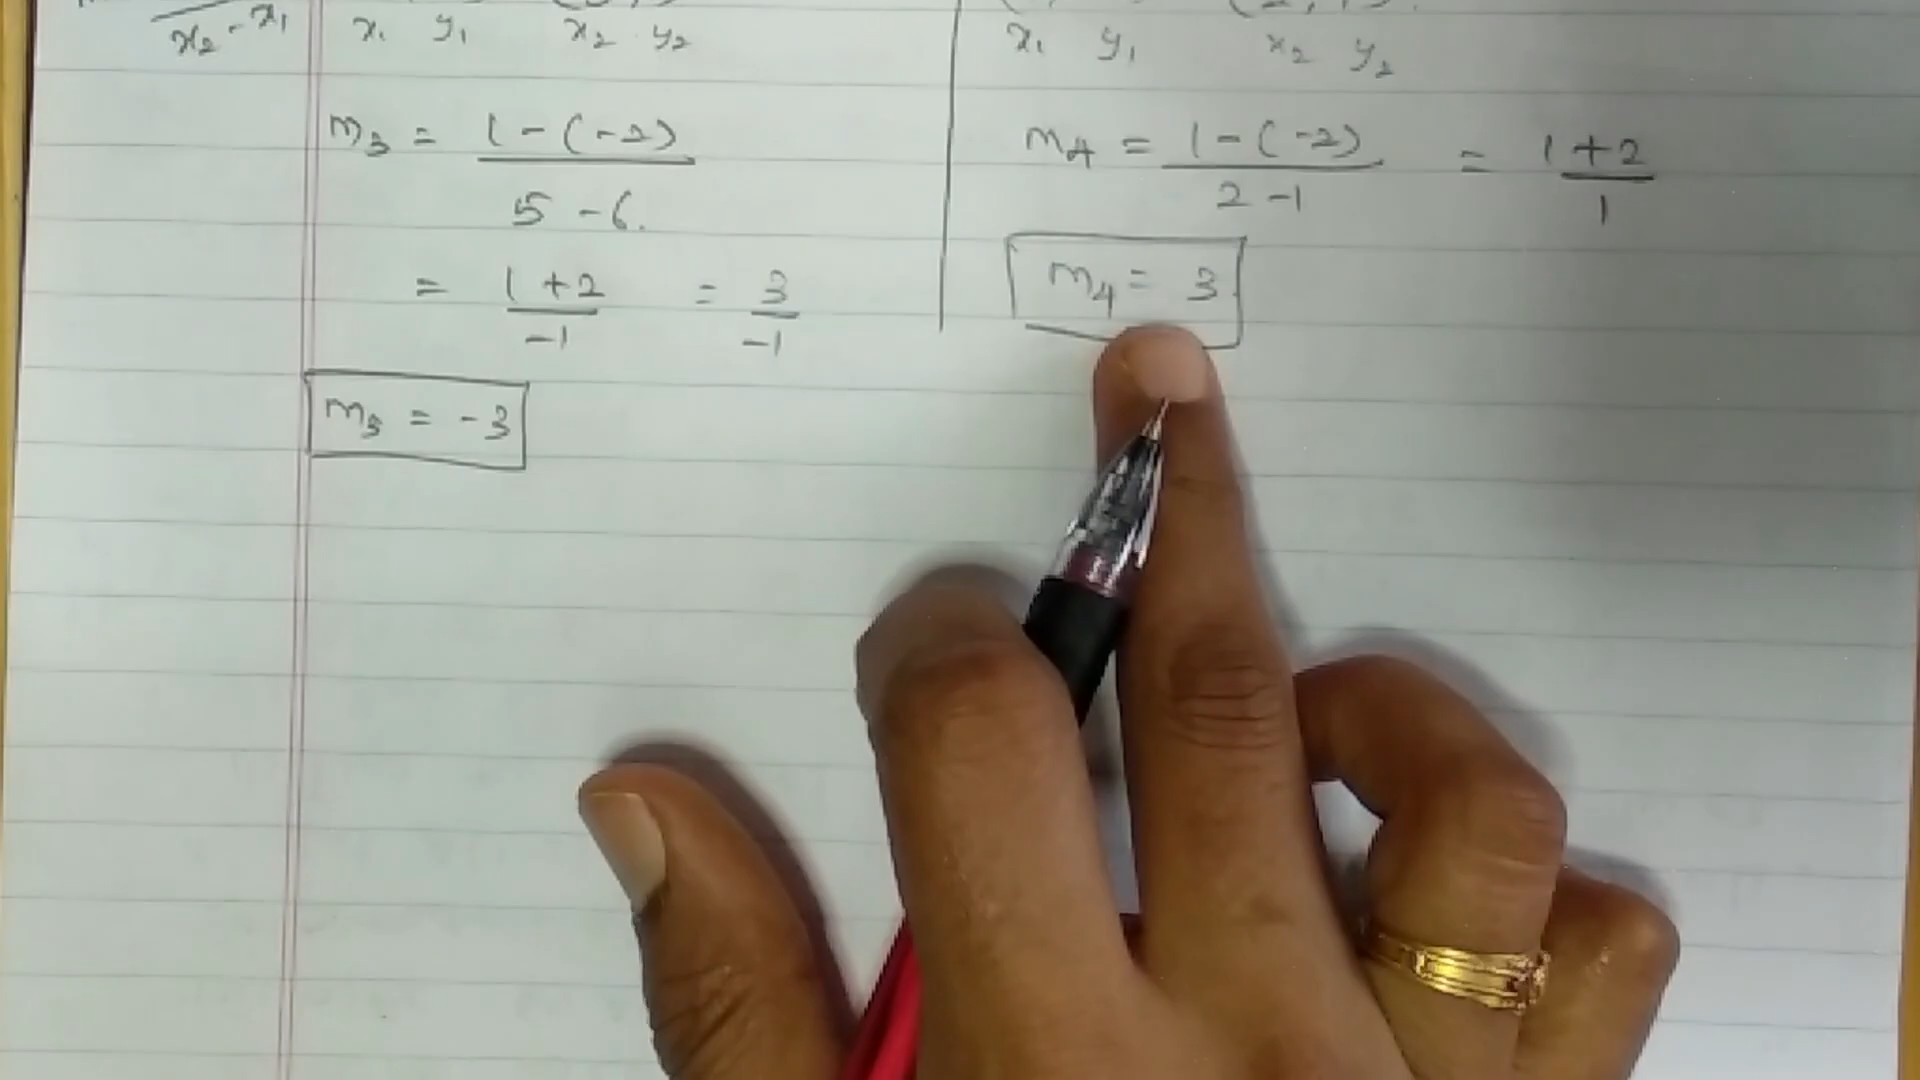 x₂ - x₁
x₁ y₁ x₂ y₂
m₃ = 1 - (-2)
5 - 6.
= 1 + 2 = 3
-1 -1
m₃ = -3
x₁ y₁ x₂ y₂
m₄ = 1 - (-2) = 1 + 2
2 - 1 1
m₄ = 3